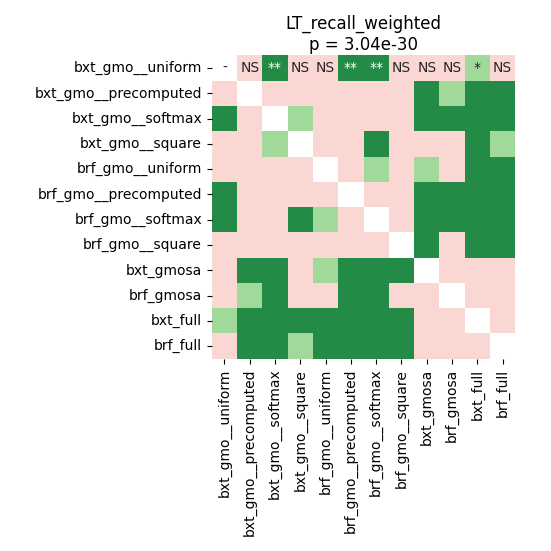 LT_recall_weighted
p = 3.04e-30
bxt_gmo__uniform - NS ** NS NS ** ** NS NS NS * NS
bxt_gmo__precomputed
bxt_gmo__softmax
bxt_gmo__square
brf_gmo__uniform
brf_gmo__precomputed
brf_gmo__softmax
brf_gmo__square
bxt_gmosa
brf_gmosa
bxt_full
brf_full
bxt_gmo__uniform
bxt_gmo__precomputed
bxt_gmo__softmax
bxt_gmo__square
brf_gmo__uniform
brf_gmo__precomputed
brf_gmo__softmax
brf_gmo__square
bxt_gmosa
brf_gmosa
bxt_full
brf_full